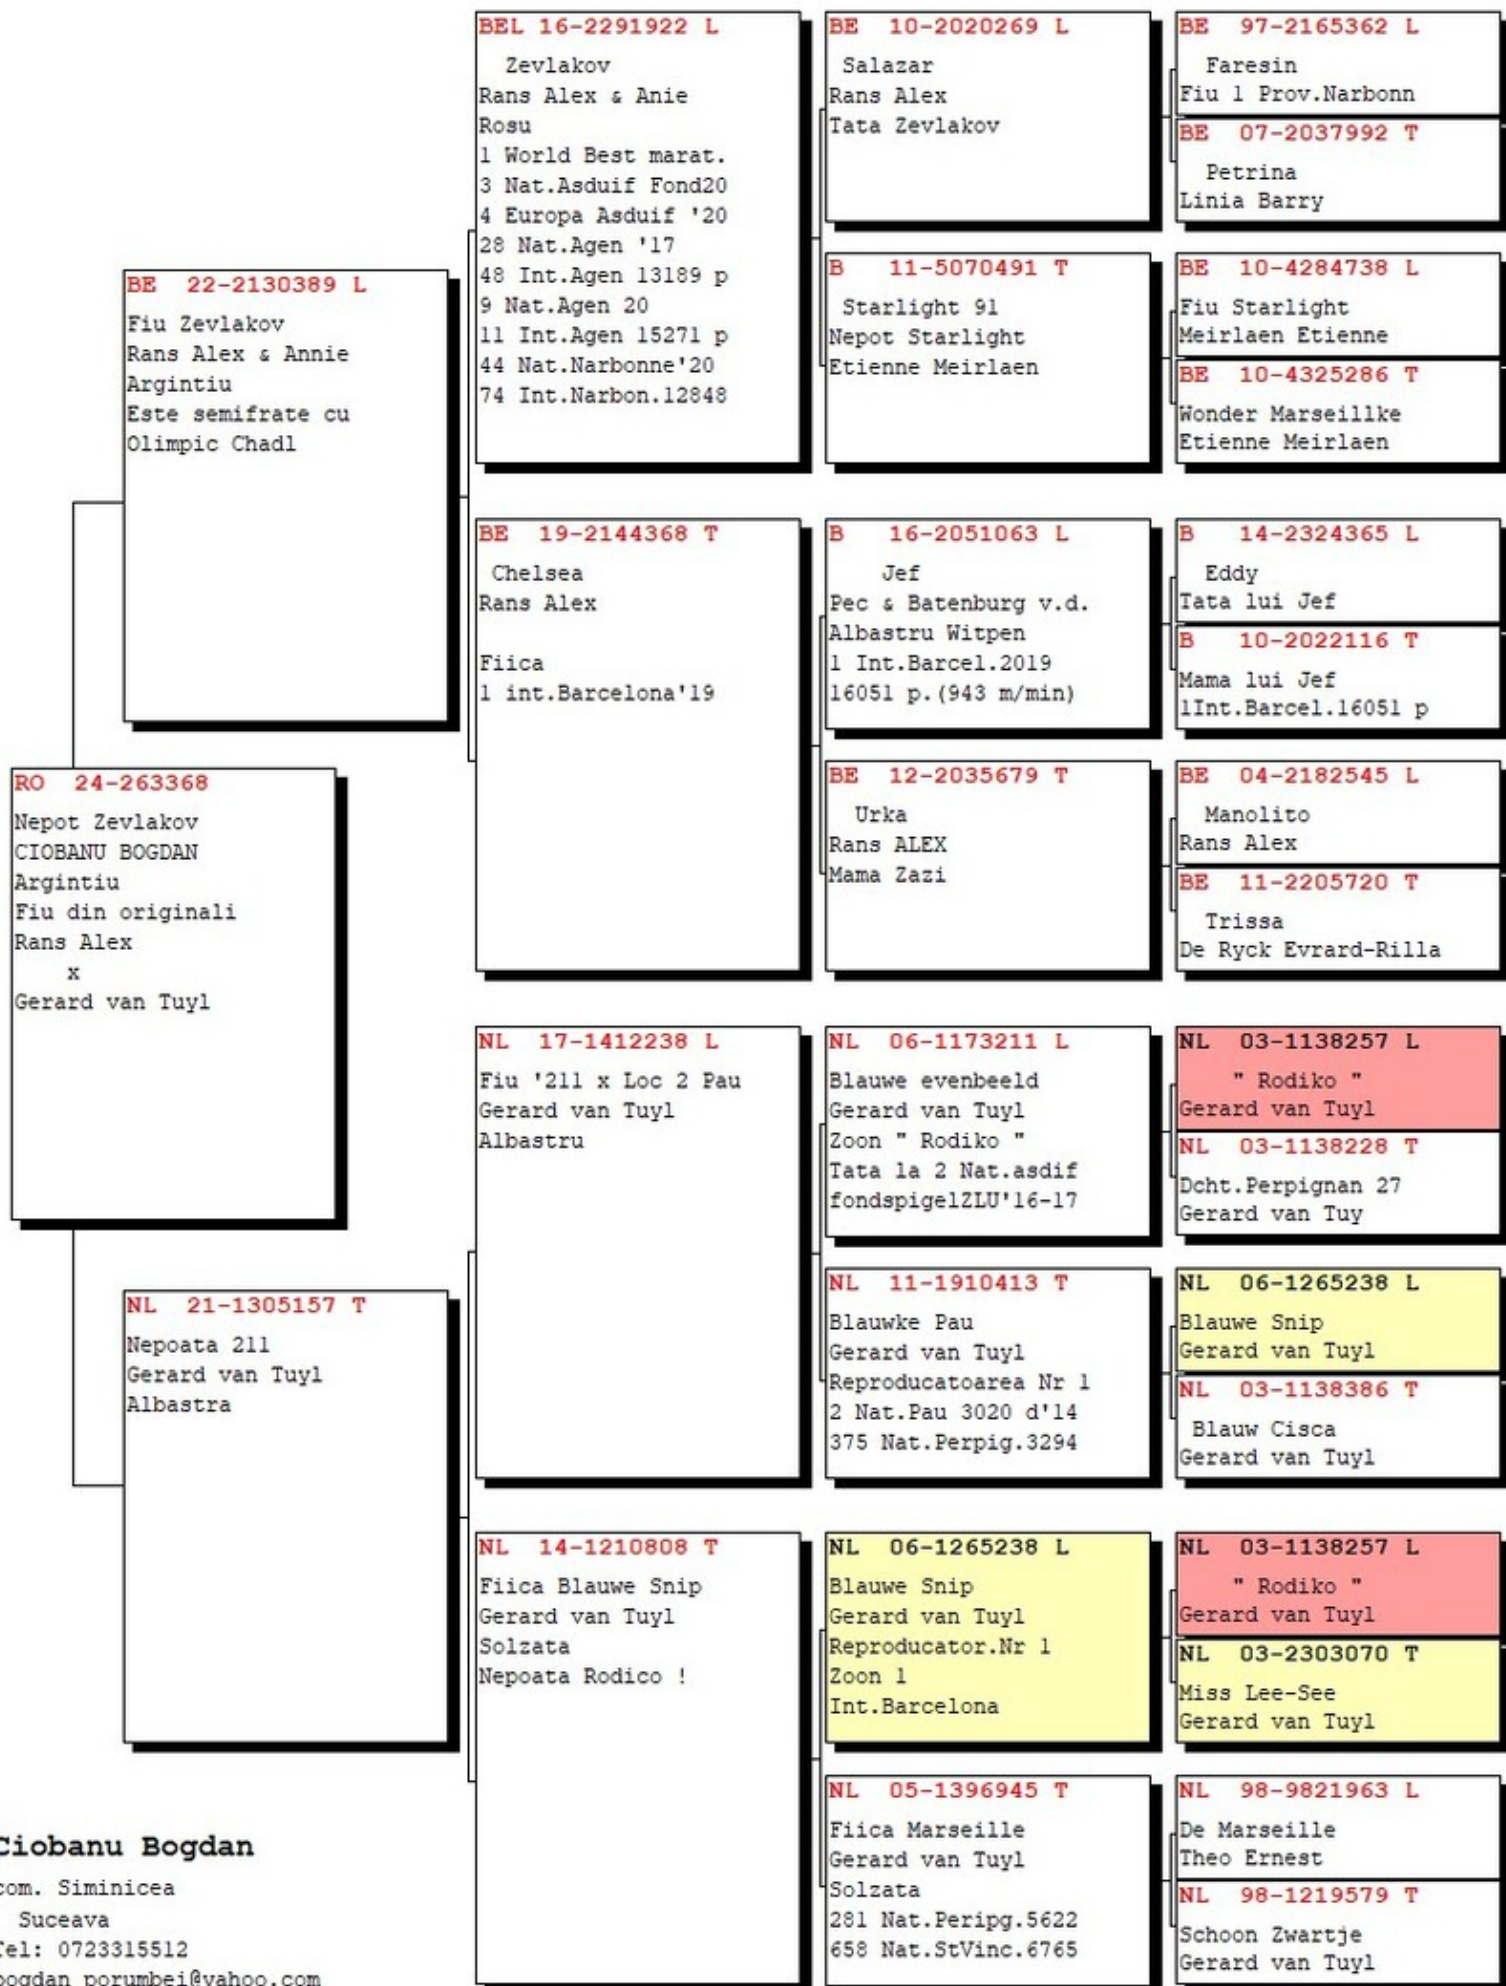 BEL 16-2291922 L
Zevlakov
Rans Alex & Anie
Rosu
1 World Best marat.
3 Nat.Asduif Fond20
4 Europa Asduif '20
28 Nat.Agen '17
48 Int.Agen 13189 p
9 Nat.Agen 20
11 Int.Agen 15271 p
44 Nat.Narbonne'20
74 Int.Narbon.12848
BE 10-2020269 L
Salazar
Rans Alex
Tata Zevlakov
BE 97-2165362 L
Faresin
Fiu 1 Prov.Narbonn
BE 07-2037992 T
Petrina
Linia Barry
B 11-5070491 T
Starlight 91
Nepot Starlight
Etienne Meirlaen
BE 10-4284738 L
Fiu Starlight
Meirlaen Etienne
BE 10-4325286 T
Wonder Marseillke
Etienne Meirlaen
BE 22-2130389 L
Fiu Zevlakov
Rans Alex & Annie
Argintiu
Este semifrate cu
Olimpic Chadl
BE 19-2144368 T
Chelsea
Rans Alex
Fiica
1 int.Barcelona'19
B 16-2051063 L
Jef
Pec & Batenburg v.d.
Albastru Witpen
1 Int.Barcel.2019
16051 p.(943 m/min)
B 14-2324365 L
Eddy
Tata lui Jef
B 10-2022116 T
Mama lui Jef
1Int.Barcel.16051 p
BE 12-2035679 T
Urka
Rans ALEX
Mama Zazi
BE 04-2182545 L
Manolito
Rans Alex
BE 11-2205720 T
Trissa
De Ryck Evrard-Rilla
RO 24-263368
Nepot Zevlakov
CIOBANU BOGDAN
Argintiu
Fiu din originali
Rans Alex
x
Gerard van Tuyl
NL 17-1412238 L
Fiu '211 x Loc 2 Pau
Gerard van Tuyl
Albastru
NL 06-1173211 L
Blauwe evenbeeld
Gerard van Tuyl
Zoon " Rodiko "
Tata la 2 Nat.asdif
fondspigelZLU'16-17
NL 03-1138257 L
" Rodiko "
Gerard van Tuyl
NL 03-1138228 T
Dcht.Perpignan 27
Gerard van Tuy
NL 11-1910413 T
Blauwke Pau
Gerard van Tuyl
Reproducatoarea Nr 1
2 Nat.Pau 3020 d'14
375 Nat.Perpig.3294
NL 06-1265238 L
Blauwe Snip
Gerard van Tuyl
NL 03-1138386 T
Blauw Cisca
Gerard van Tuyl
NL 21-1305157 T
Nepoata 211
Gerard van Tuyl
Albastra
NL 14-1210808 T
Fiica Blauwe Snip
Gerard van Tuyl
Solzata
Nepoata Rodico !
NL 06-1265238 L
Blauwe Snip
Gerard van Tuyl
Reproducator.Nr 1
Zoon 1
Int.Barcelona
NL 03-1138257 L
" Rodiko "
Gerard van Tuyl
NL 03-2303070 T
Miss Lee-See
Gerard van Tuyl
NL 05-1396945 T
Fiica Marseille
Gerard van Tuyl
Solzata
281 Nat.Peripg.5622
658 Nat.StVinc.6765
NL 98-9821963 L
De Marseille
Theo Ernest
NL 98-1219579 T
Schoon Zwartje
Gerard van Tuyl
Ciobanu Bogdan
com. Siminicea
Suceava
Tel: 0723315512
bogdan_porumbei@yahoo.com